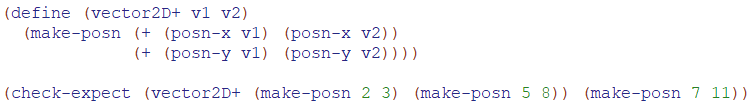 (define (vector2D+ v1 v2)
  (make-posn (+ (posn-x v1) (posn-x v2))
             (+ (posn-y v1) (posn-y v2))))
(check-expect (vector2D+ (make-posn 2 3) (make-posn 5 8)) (make-posn 7 11))